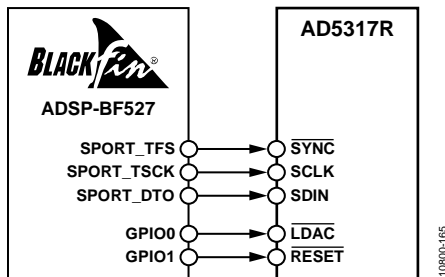 AD5317R
BLACKfin®
ADSP-BF527
SPORT_TFS SYNC
SPORT_TSCK SCLK
SPORT_DTO SDIN
GPIO0 LDAC
GPIO1 RESET
10800-165